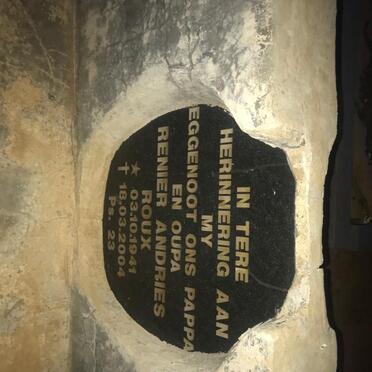 IN TERE
HERINNERING AAN
MY
EGGENOOT ONS PAPPA
EN OUPA
RENIER ANDRIES
ROUX
★ 03.10.1941
✝ 18.03.2004
Ps. 23